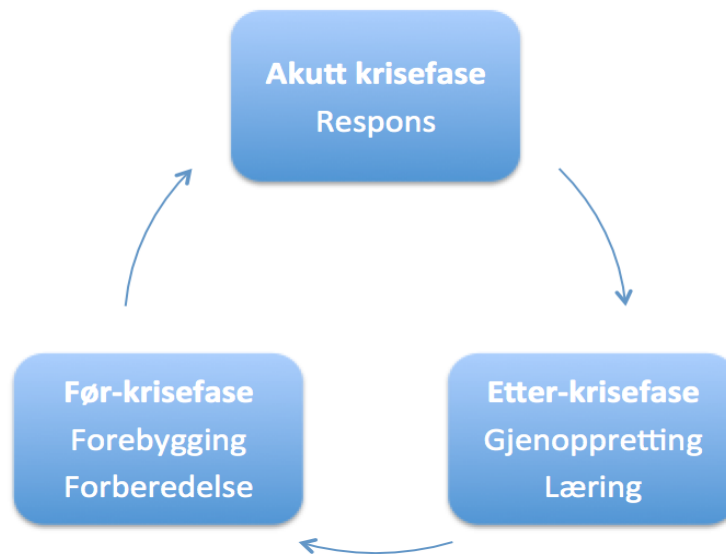 Akutt krisefase
Respons
Før-krisefase
Forebygging
Forberedelse
Etter-krisefase
Gjenoppretting
Læring